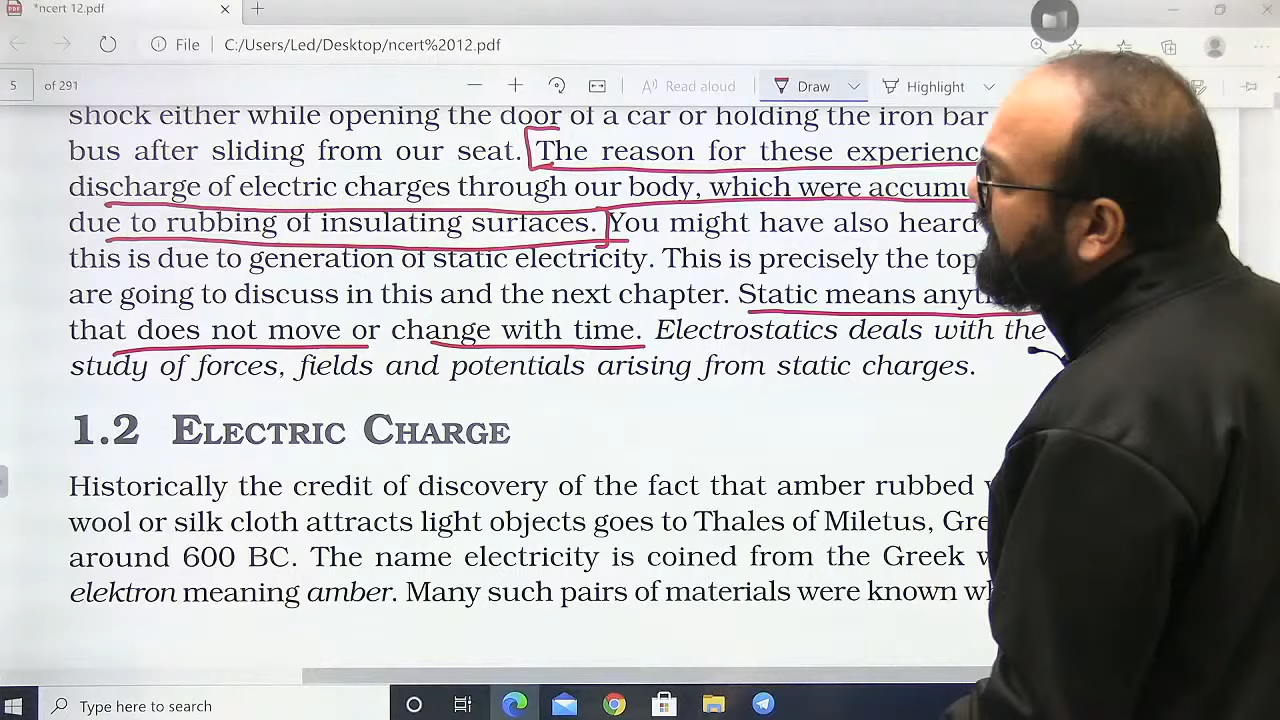 *ncert 12.pdf
File C:/Users/Led/Desktop/ncert%2012.pdf
5 of 291 Read aloud Draw Highlight
shock either while opening the door of a car or holding the iron bar
bus after sliding from our seat. The reason for these
discharge of electric charges through our body, which were
due to rubbing of insulating surfaces. You might have also heard
this is due to generation of static electricity. This is precisely the
are going to discuss in this and the next chapter. Static means
that does not move or change with time. Electrostatics deals with the
study of forces, fields and potentials arising from static charges.
1.2 ELECTRIC CHARGE
Historically the credit of discovery of the fact that amber rubbed
wool or silk cloth attracts light objects goes to Thales of Miletus,
around 600 BC. The name electricity is coined from the Greek
elektron meaning amber. Many such pairs of materials were known
Type here to search